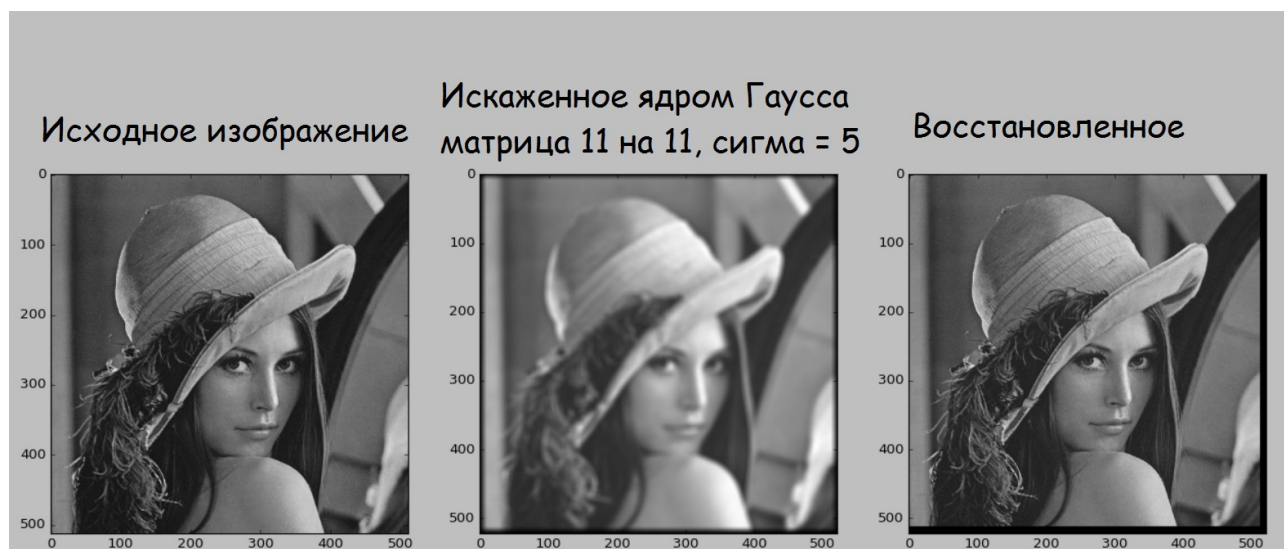 Исходное изображение
Искаженное ядром Гаусса
матрица 11 на 11, сигма = 5
Восстановленное
0
100
200
300
400
500
0 100 200 300 400 500
0
100
200
300
400
500
0 100 200 300 400 500
0
100
200
300
400
500
0 100 200 300 400 500